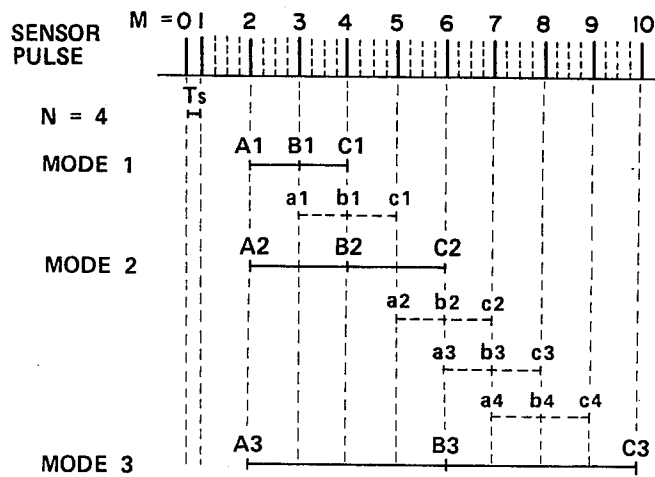 M = 0 1 2 3 4 5 6 7 8 9 10
SENSOR
PULSE
Ts
N = 4
A1 B1 C1
MODE 1
a1 b1 c1
A2 B2 C2
MODE 2
a2 b2 c2
a3 b3 c3
a4 b4 c4
A3 B3 C3
MODE 3